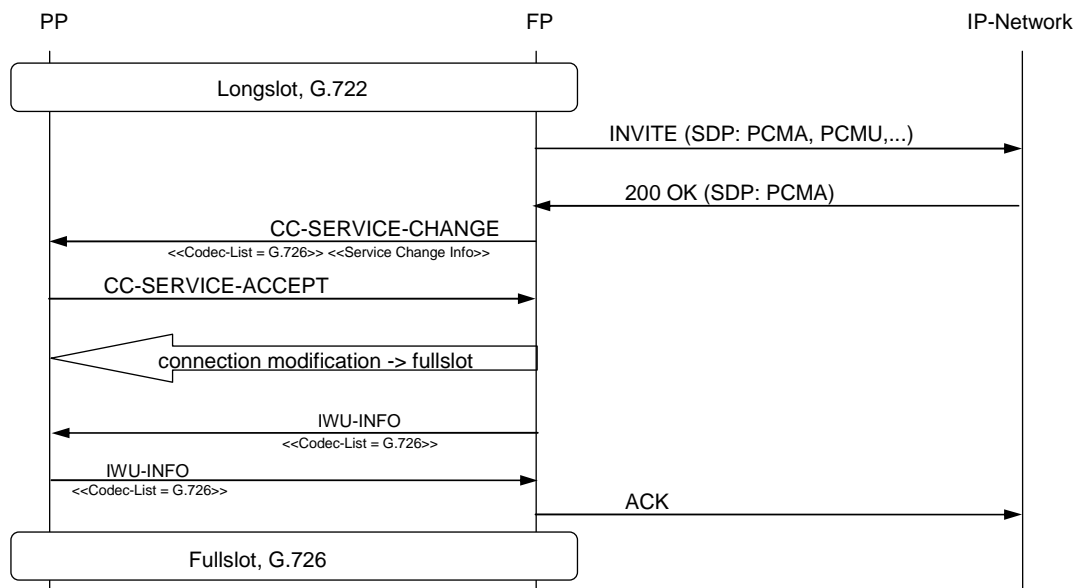 PP FP IP-Network
Longslot, G.722
INVITE (SDP: PCMA, PCMU,...)
200 OK (SDP: PCMA)
CC-SERVICE-CHANGE
<<Codec-List = G.726>> <<Service Change Info>>
CC-SERVICE-ACCEPT
connection modification -> fullslot
IWU-INFO
<<Codec-List = G.726>>
IWU-INFO
<<Codec-List = G.726>>
ACK
Fullslot, G.726